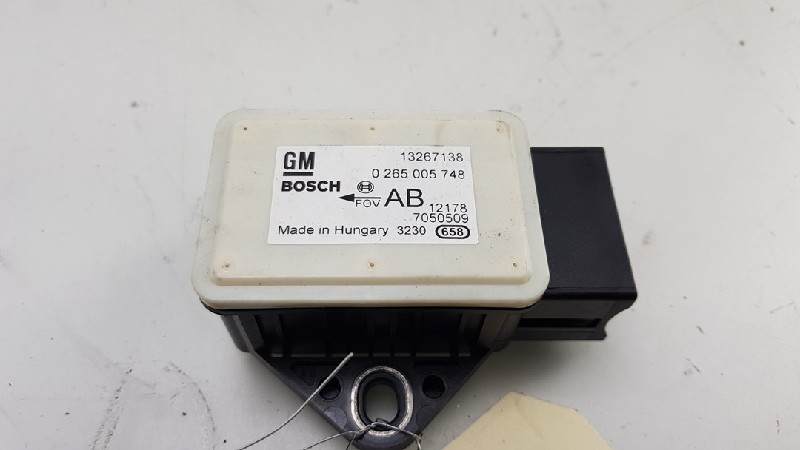 GM 13267138
0 265 005 748
BOSCH
FOV AB 12178
7050509
Made in Hungary 3230 658